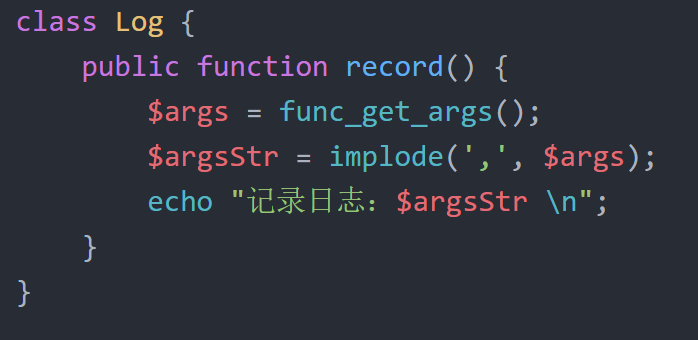 class Log {
    public function record() {
        $args = func_get_args();
        $argsStr = implode(',', $args);
        echo "记录日志：$argsStr \n";
    }
}